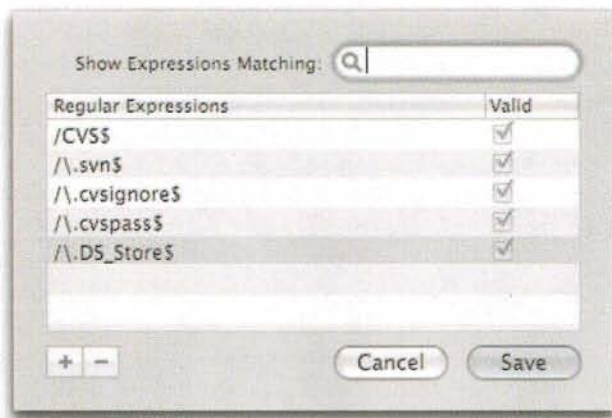 Show Expressions Matching:
Regular Expressions Valid
/CVS$
/\.svn$
/\.cvsignore$
/\.cvspass$
/\.DS_Store$
+ −
Cancel Save